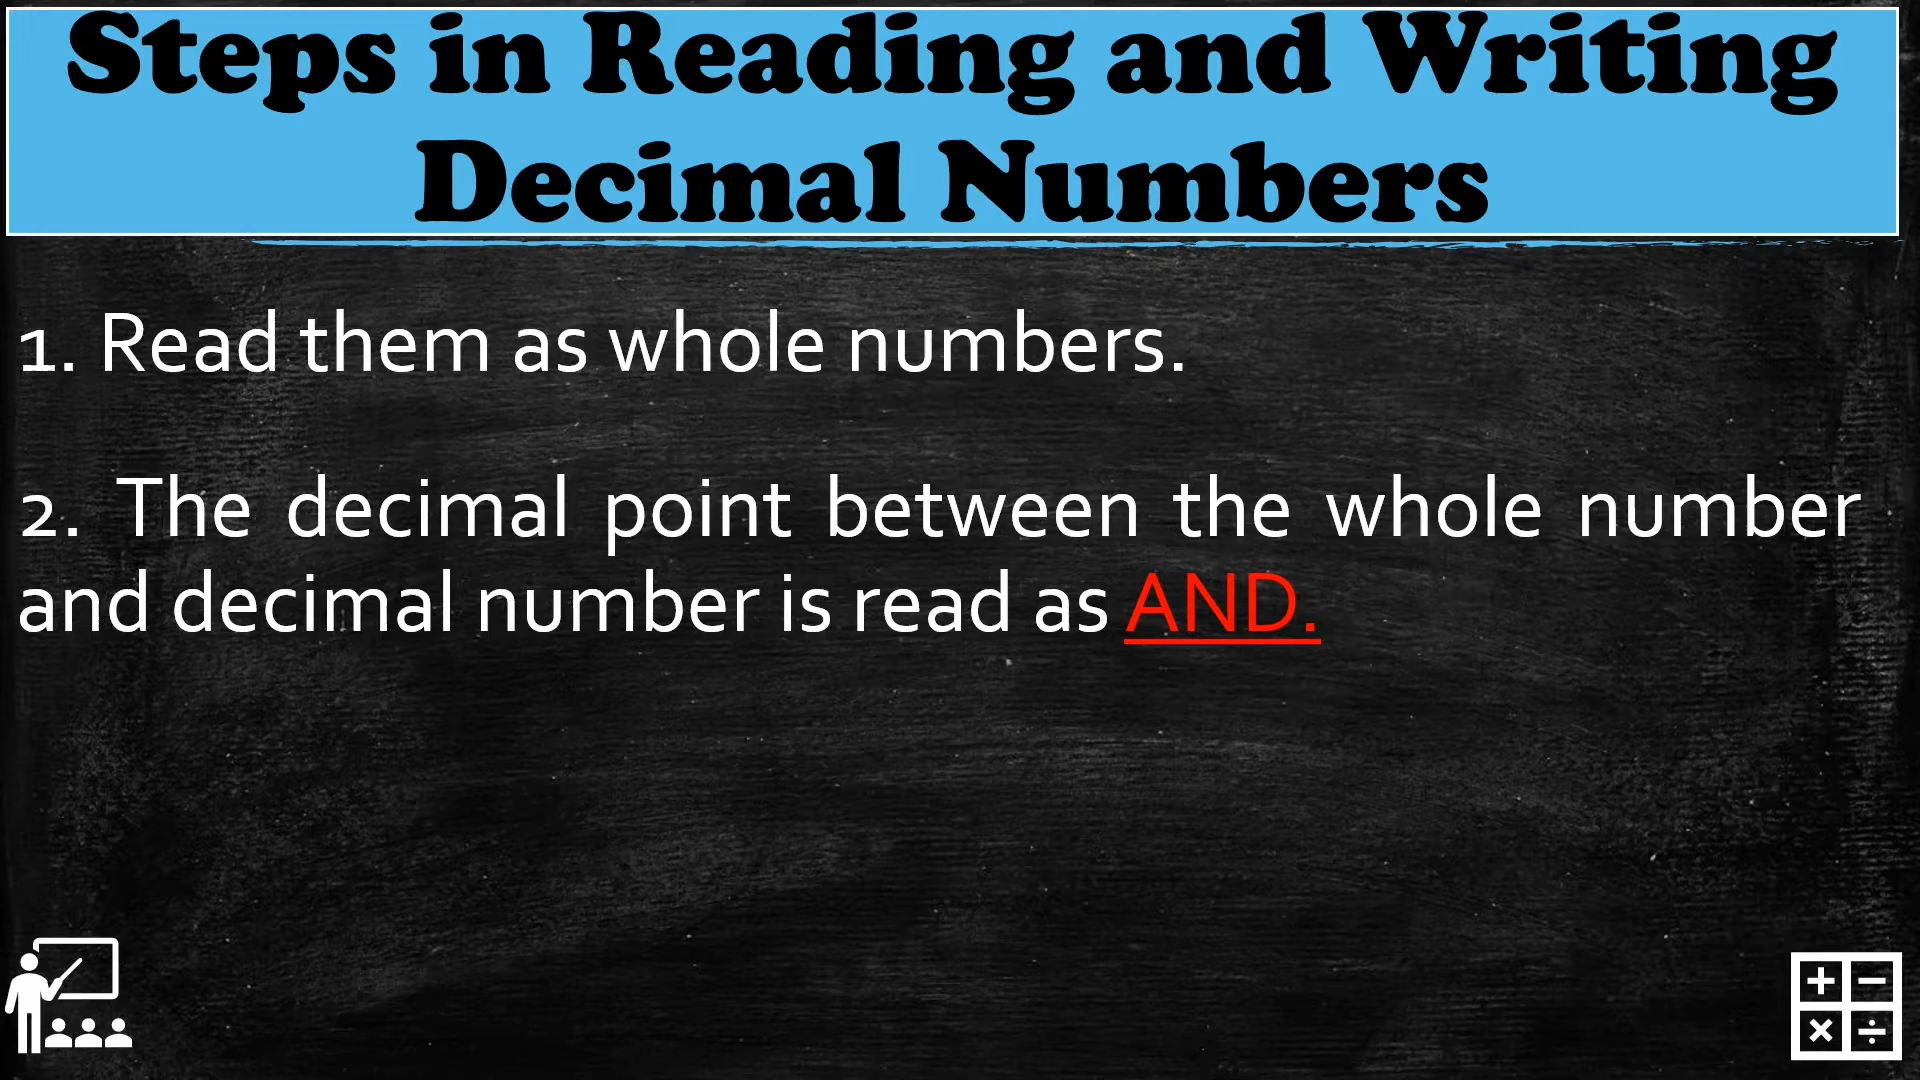 Steps in Reading and Writing
Decimal Numbers
1. Read them as whole numbers.
2. The decimal point between the whole number
and decimal number is read as AND.